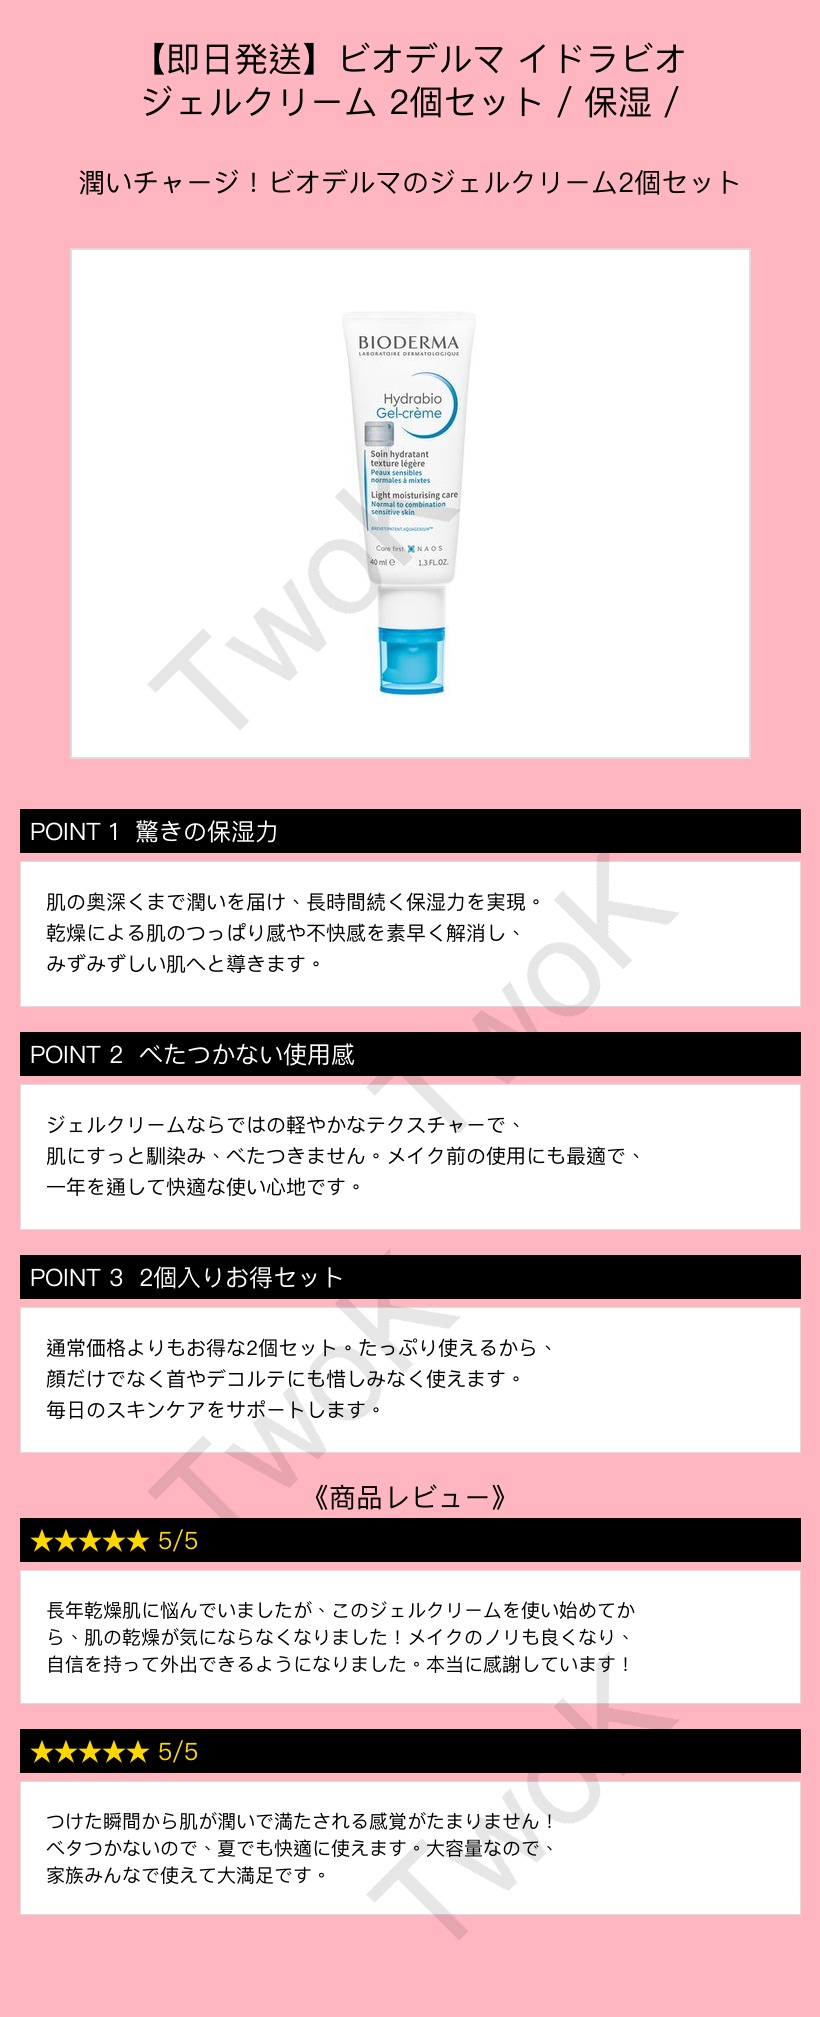 【即日発送】ビオデルマ イドラビオ
ジェルクリーム 2個セット / 保湿 /
潤いチャージ！ビオデルマのジェルクリーム2個セット
BIODERMA
LABORATOIRE DERMATOLOGIQUE
Hydrabio
Gel-crème
Soin hydratant
texture légère
Peaux sensibles
normales à mixtes
Light moisturising care
Normal to combination
sensitive skin
BREVET/PATENT AQUAGENIUM™
Care first. NAOS
40 ml ℮ 1.3 FL.OZ.
TwoK
POINT 1 驚きの保湿力
肌の奥深くまで潤いを届け、長時間続く保湿力を実現。
乾燥による肌のつっぱり感や不快感を素早く解消し、
みずみずしい肌へと導きます。
TwoK
POINT 2 べたつかない使用感
ジェルクリームならではの軽やかなテクスチャーで、
肌にすっと馴染み、べたつきません。メイク前の使用にも最適で、
一年を通して快適な使い心地です。
POINT 3 2個入りお得セット
通常価格よりもお得な2個セット。たっぷり使えるから、
顔だけでなく首やデコルテにも惜しみなく使えます。
毎日のスキンケアをサポートします。
TwoK
《商品レビュー》
★★★★★ 5/5
長年乾燥肌に悩んでいましたが、このジェルクリームを使い始めてか
ら、肌の乾燥が気にならなくなりました！メイクのノリも良くなり、
自信を持って外出できるようになりました。本当に感謝しています！
★★★★★ 5/5
つけた瞬間から肌が潤いで満たされる感覚がたまりません！
ベタつかないので、夏でも快適に使えます。大容量なので、
家族みんなで使えて大満足です。
TwoK